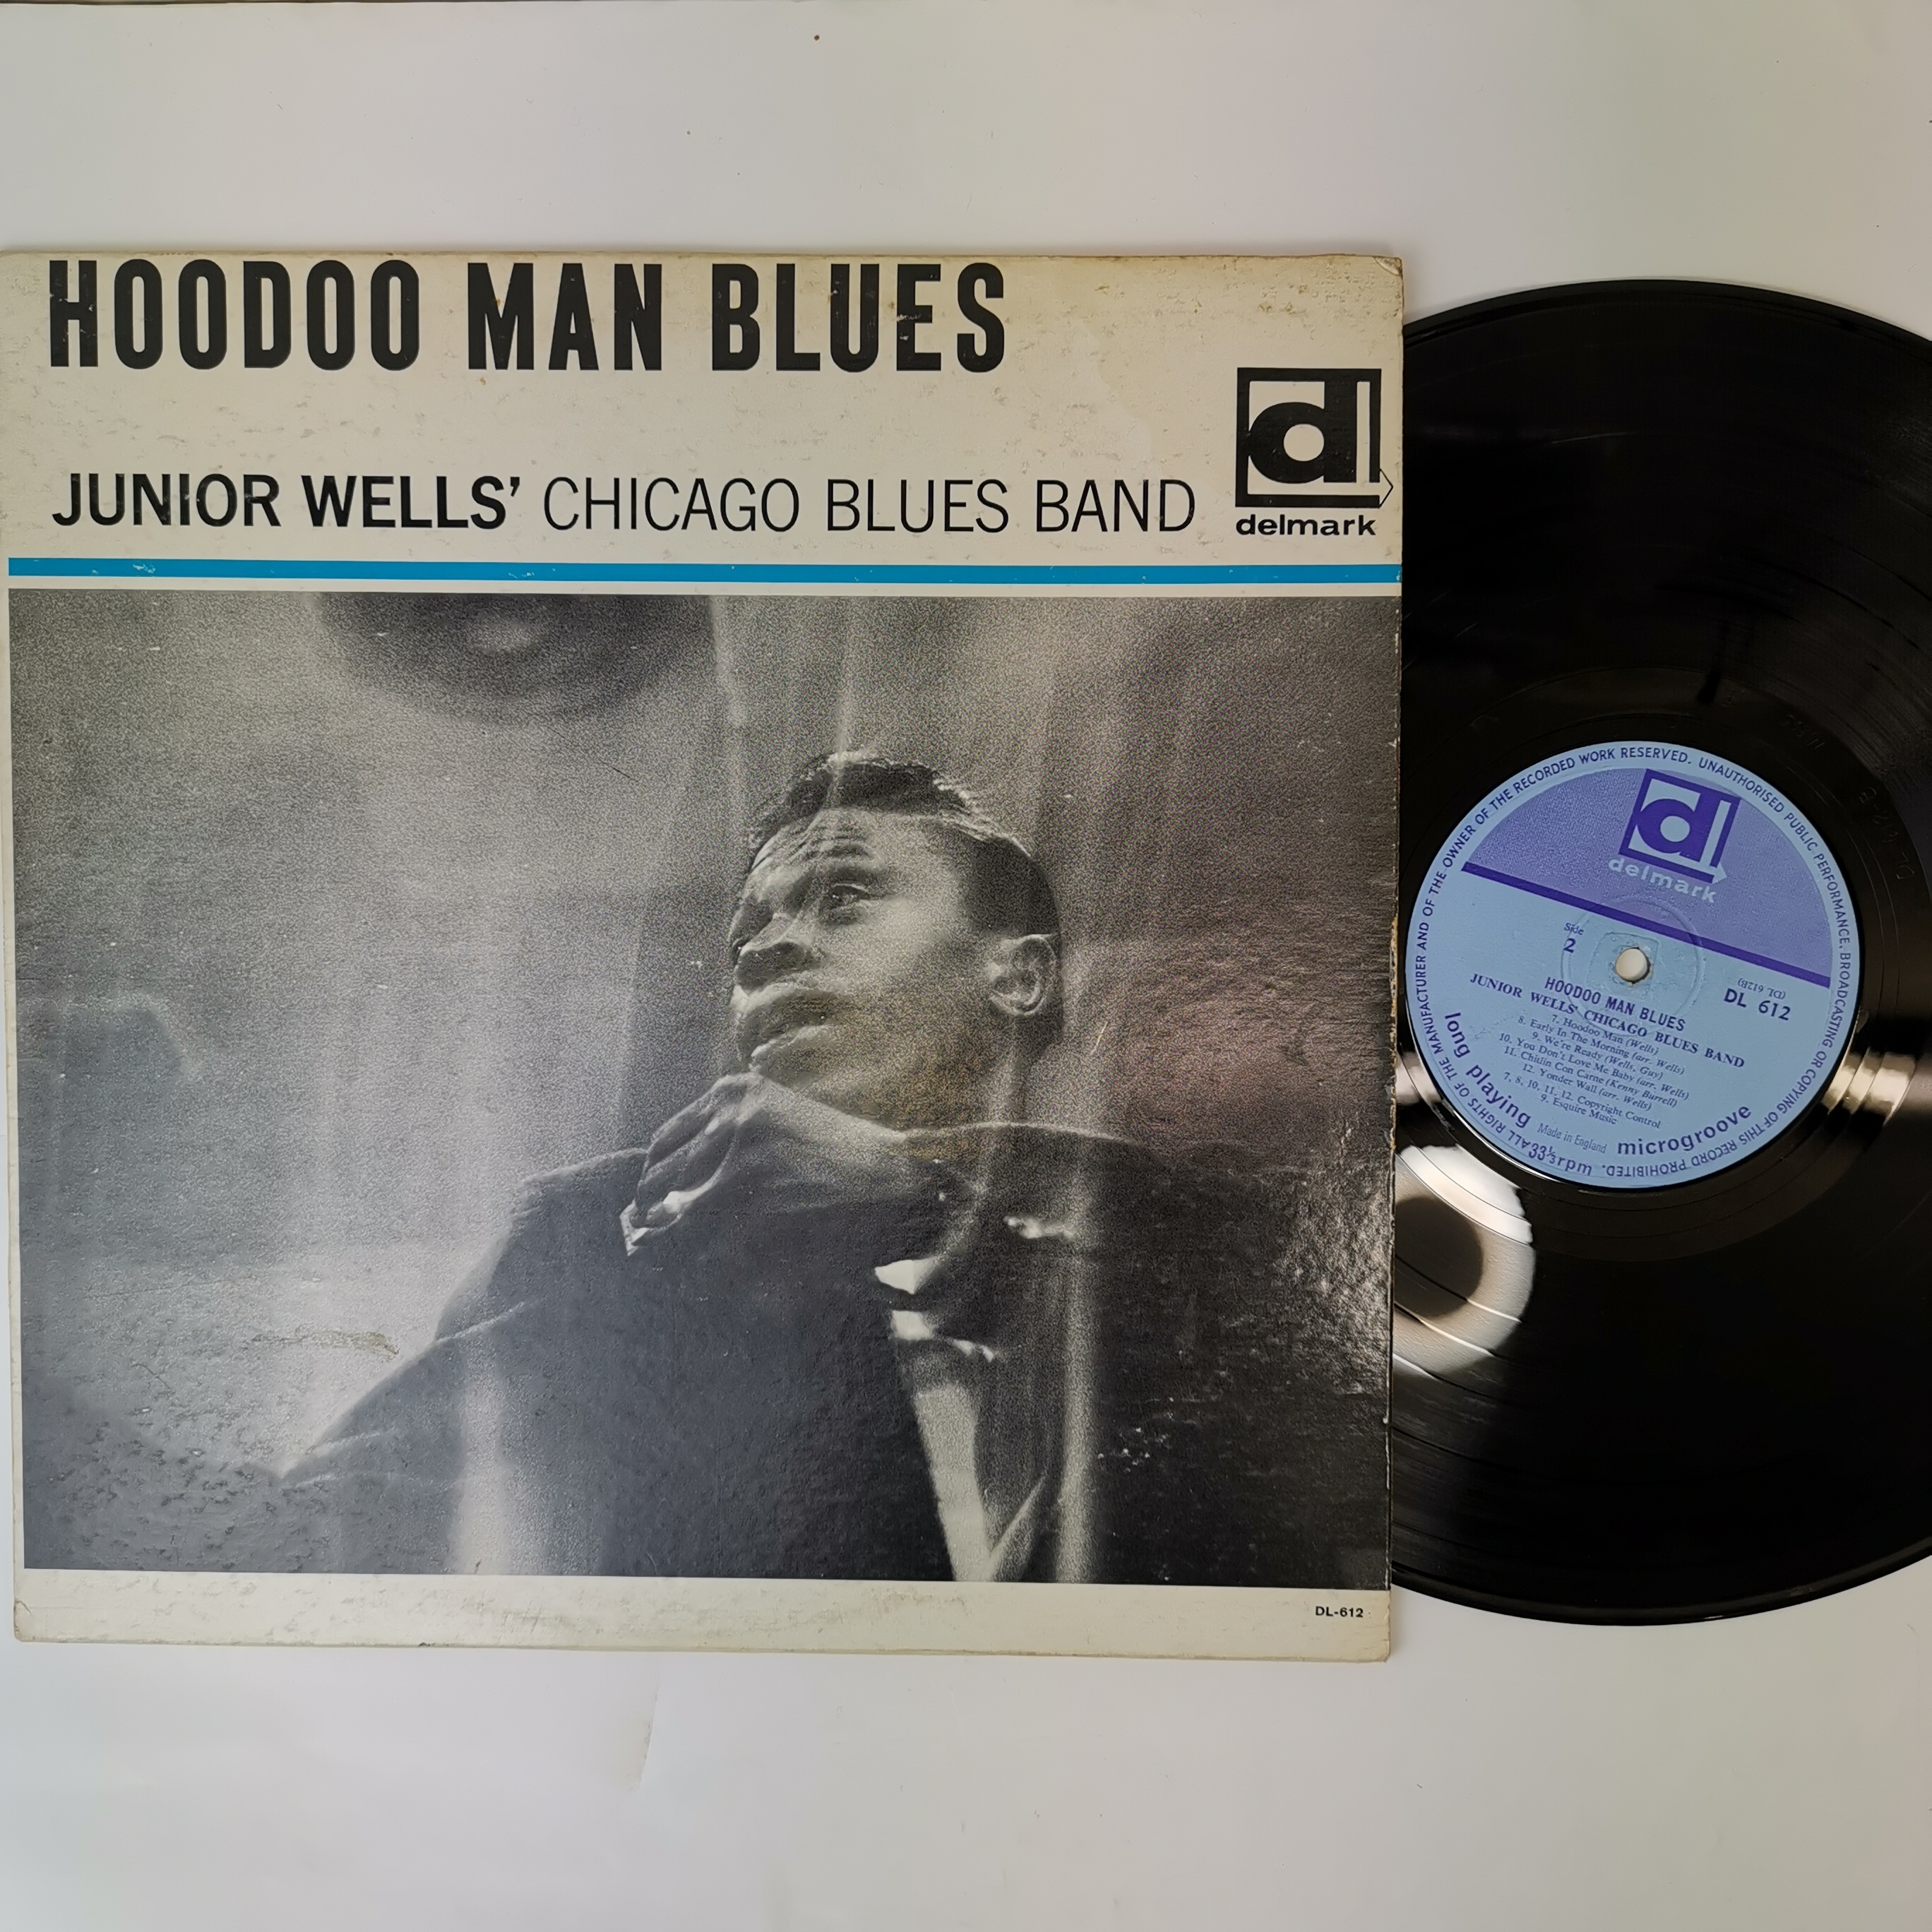 HOODOO MAN BLUES
JUNIOR WELLS' CHICAGO BLUES BAND
d
delmark
DL-612
ALL RIGHTS OF THE MANUFACTURER AND OF THE OWNER OF THE RECORDED WORK RESERVED. UNAUTHORISED PUBLIC PERFORMANCE, BROADCASTING OR COPYING OF THIS RECORD PROHIBITED.
d
delmark
Side
2
(DL 612B)
DL 612
HOODOO MAN BLUES
JUNIOR WELLS' CHICAGO BLUES BAND
7. Hoodoo Man (Wells)
8. Early In The Morning (arr. Wells)
9. We're Ready (Wells, Guy)
10. You Don't Love Me Baby (arr. Wells)
11. Chitlin Con Carne (Kenny Burrell)
12. Yonder Wall (arr. Wells)
7, 8, 10, 11, 12. Copyright Control
9. Esquire Music
long playing
Made in England
microgroove
33⅓rpm